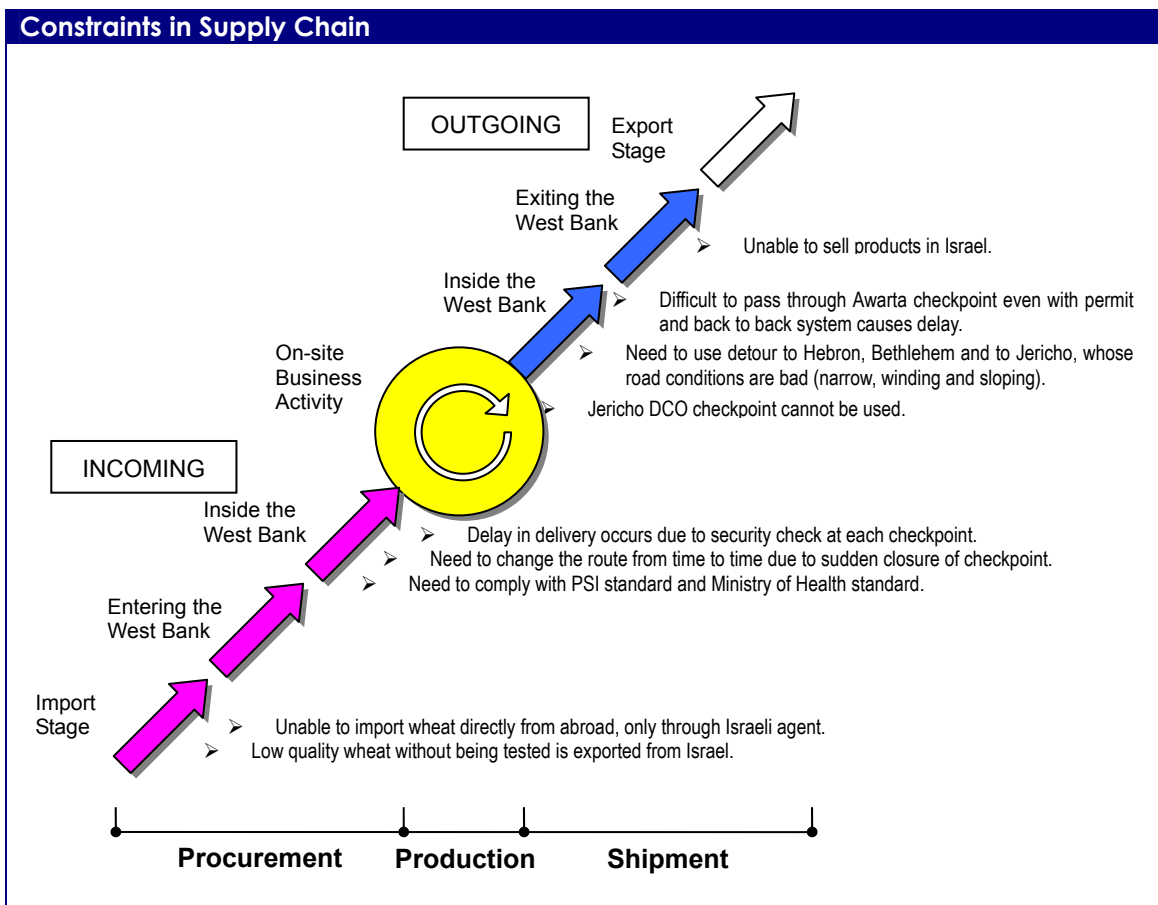 Constraints in Supply Chain
OUTGOING
Export
Stage
Exiting the
West Bank
➢ Unable to sell products in Israel.
Inside the
West Bank
➢ Difficult to pass through Awarta checkpoint even with permit
and back to back system causes delay.
➢ Need to use detour to Hebron, Bethlehem and to Jericho, whose
road conditions are bad (narrow, winding and sloping).
➢ Jericho DCO checkpoint cannot be used.
On-site
Business
Activity
INCOMING
Inside the
West Bank
➢ Delay in delivery occurs due to security check at each checkpoint.
➢ Need to change the route from time to time due to sudden closure of checkpoint.
➢ Need to comply with PSI standard and Ministry of Health standard.
Entering the
West Bank
Import
Stage
➢ Unable to import wheat directly from abroad, only through Israeli agent.
➢ Low quality wheat without being tested is exported from Israel.
Procurement Production Shipment